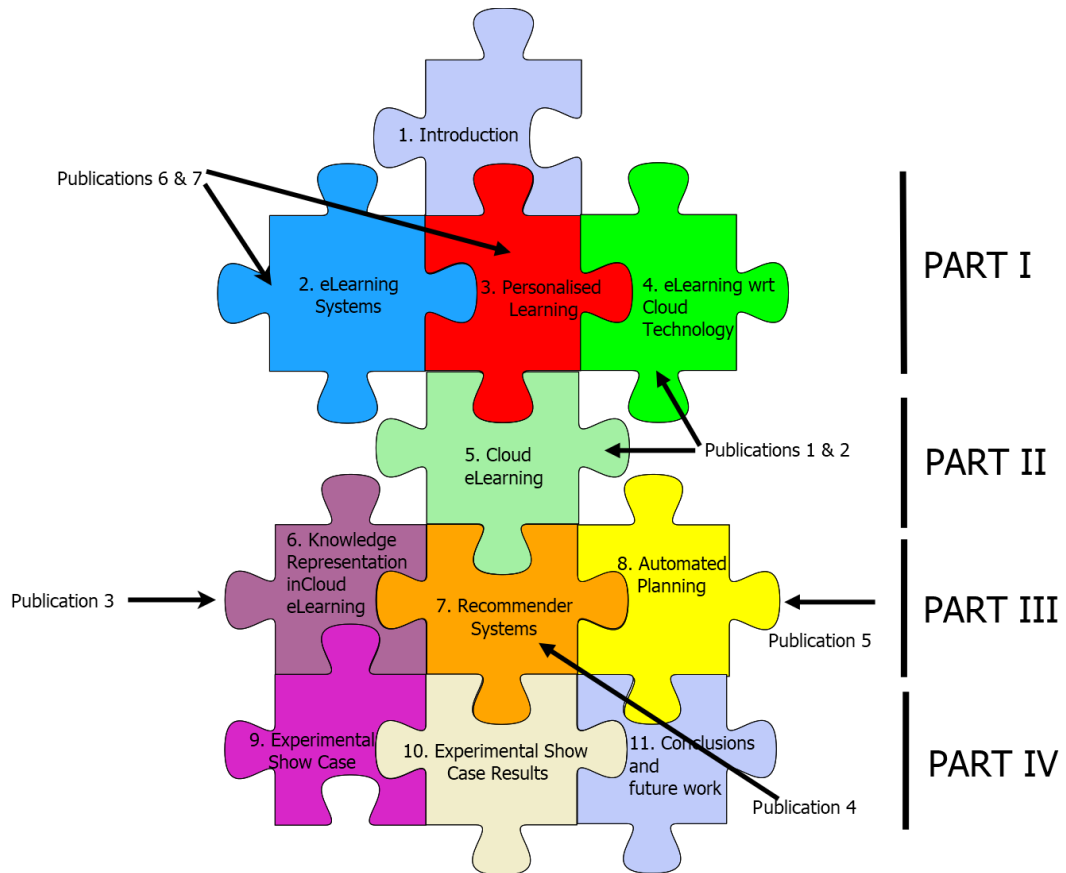 1. Introduction
Publications 6 & 7
PART I
2. eLearning
Systems
3. Personalised
Learning
4. eLearning wrt
Cloud
Technology
5. Cloud
eLearning
Publications 1 & 2
PART II
6. Knowledge
Representation
inCloud
eLearning
Publication 3
7. Recommender
Systems
8. Automated
Planning
Publication 5
PART III
9. Experimental
Show Case
10. Experimental Show
Case Results
11. Conclusions
and
future work
Publication 4
PART IV